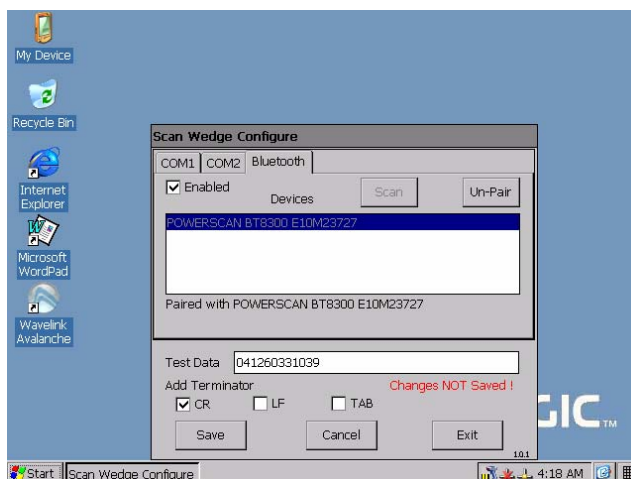 My Device
Recycle Bin
Internet
Explorer
Microsoft
WordPad
Wavelink
Avalanche
Scan Wedge Configure
COM1 COM2 Bluetooth
Enabled
Devices
Scan
Un-Pair
POWERSCAN BT8300 E10M23727
Paired with POWERSCAN BT8300 E10M23727
Test Data 041260331039
Add Terminator
Changes NOT Saved !
CR LF TAB
Save Cancel Exit
1.0.1
GIC TM
Start Scan Wedge Configure 4:18 AM